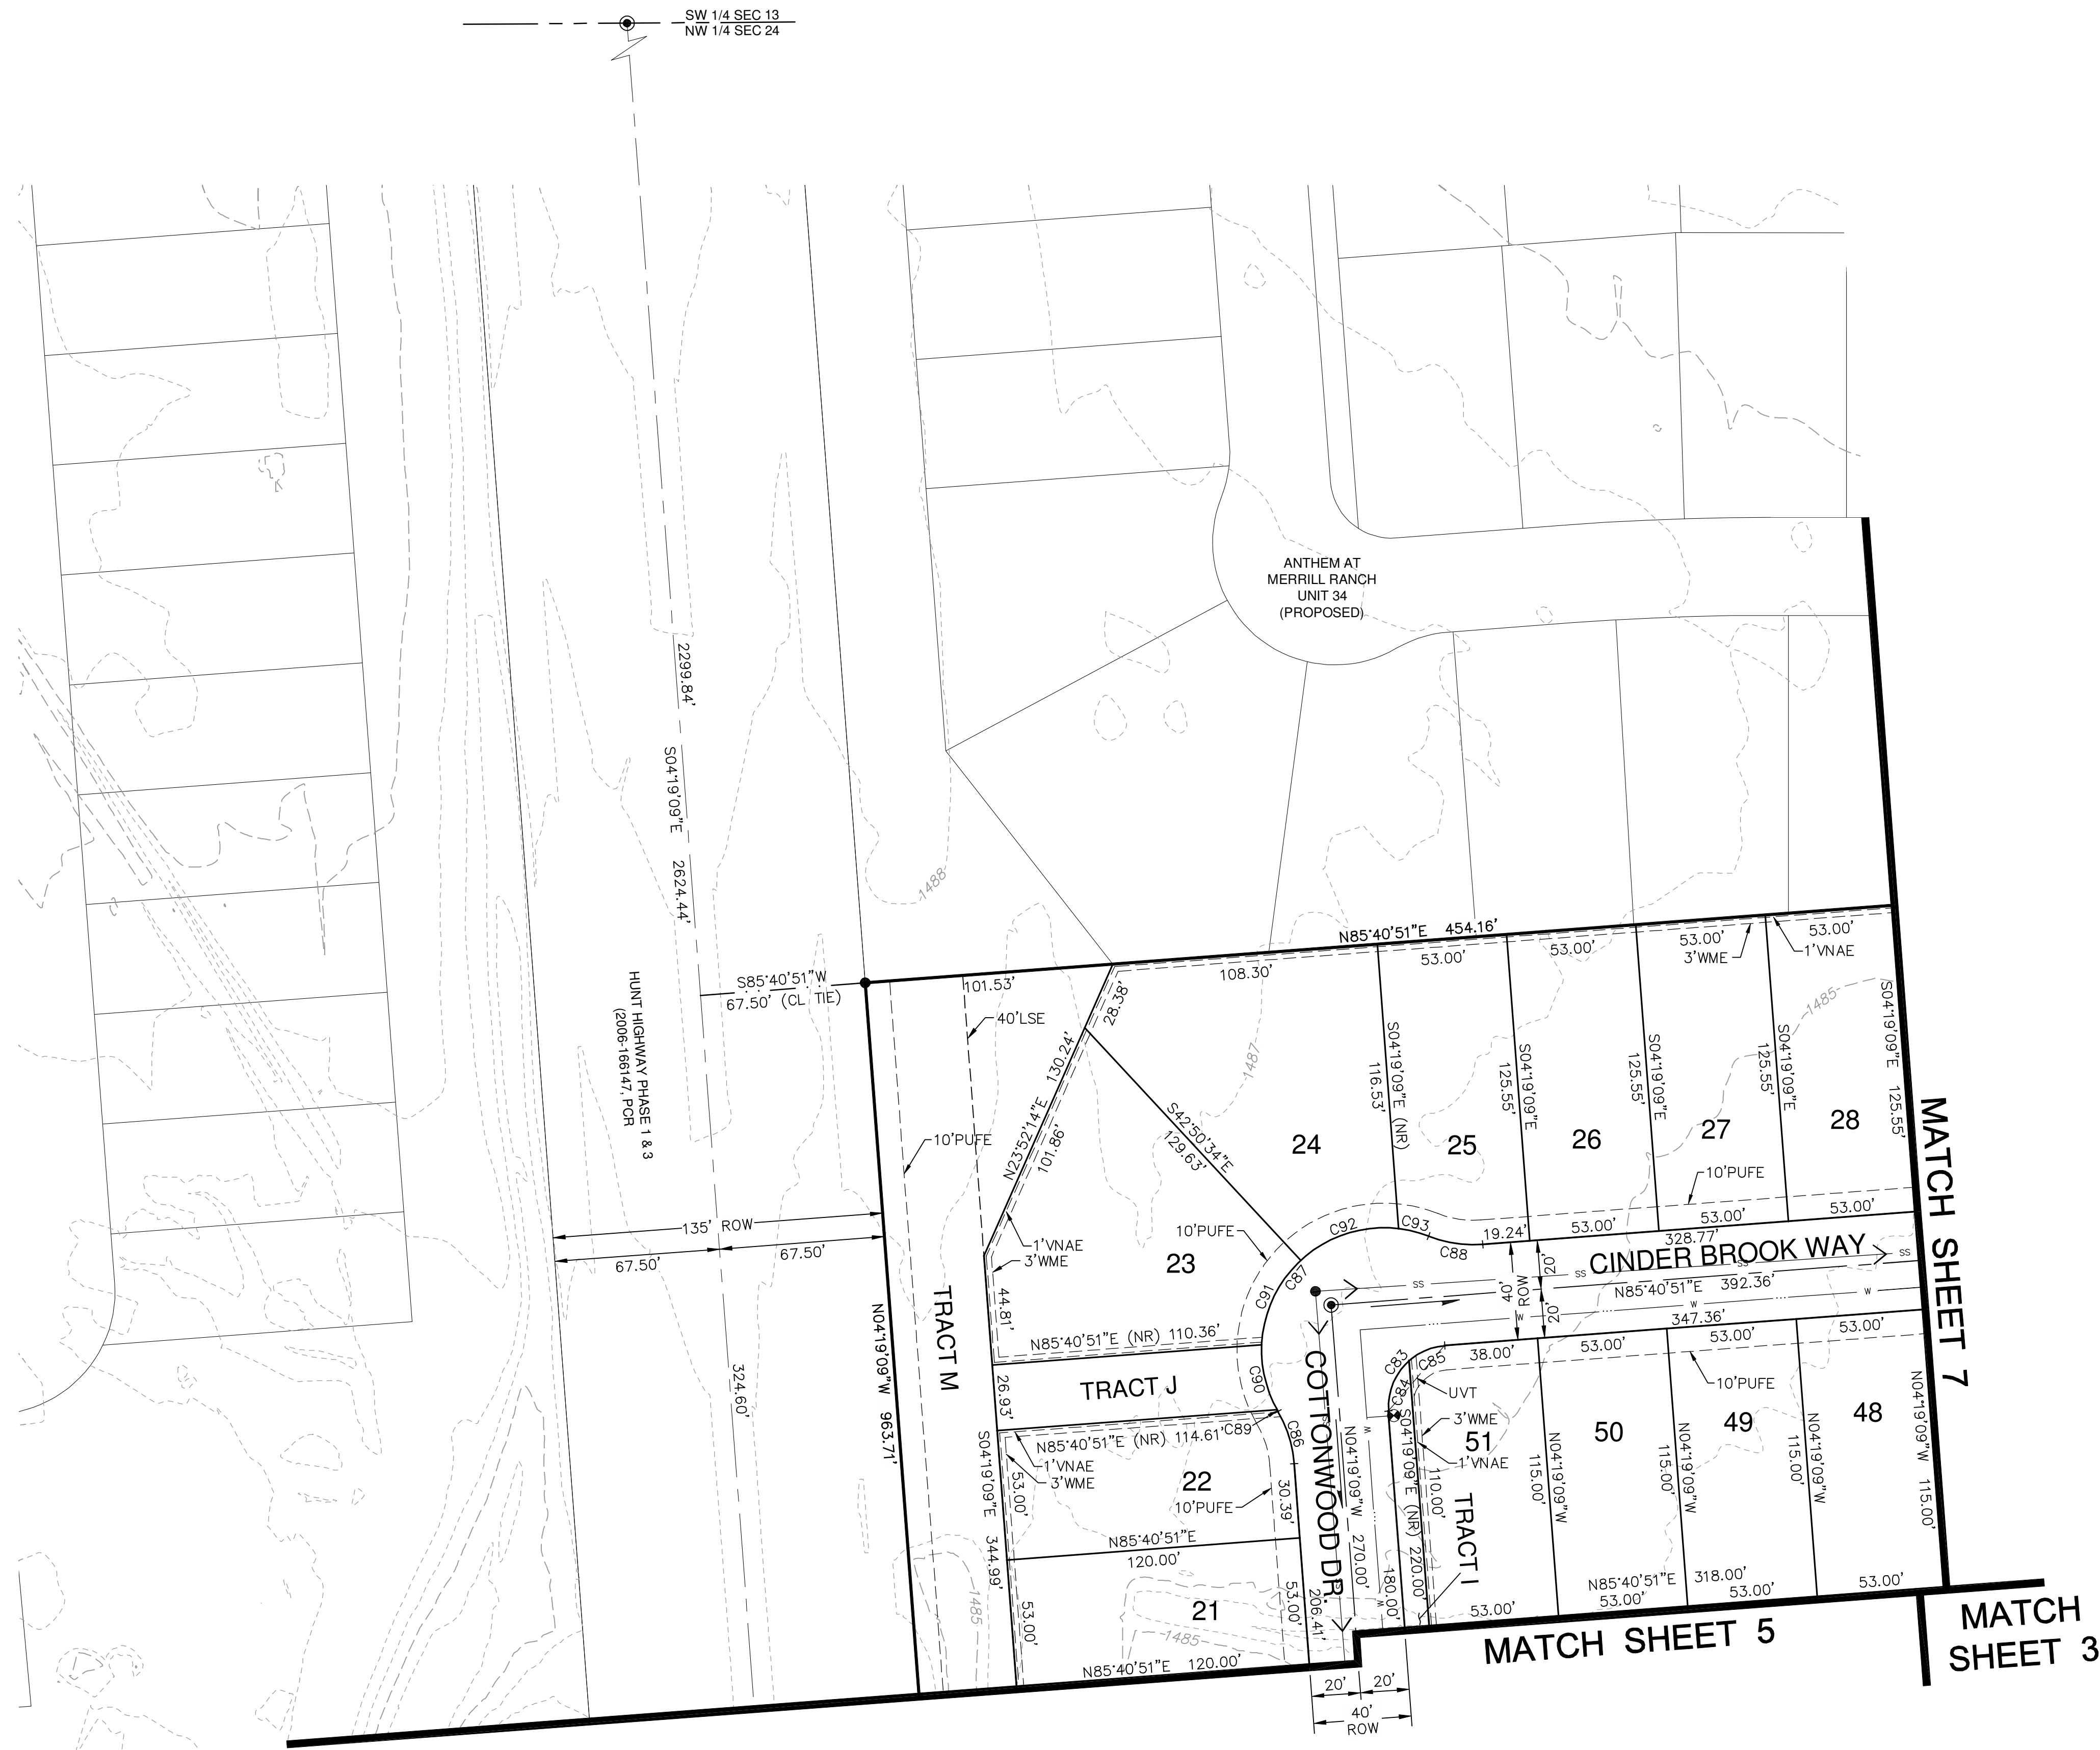 SW 1/4 SEC 13
NW 1/4 SEC 24
ANTHEM AT
MERRILL RANCH
UNIT 34
(PROPOSED)
2299.84'
S04°19'09"E 2624.44'
324.60'
HUNT HIGHWAY PHASE 1 & 3
(2006-166147, PCR
135' ROW
67.50'
67.50'
S85°40'51"W
67.50' (CL TIE)
1488
N85°40'51"E 454.16'
101.53'
108.30'
53.00'
53.00'
53.00'
53.00'
3'WME
1'VNAE
40'LSE
10'PUFE
28.38'
N23°52'14"E 130.24'
101.86'
S42°50'34"E
129.63'
1487
1485
S04°19'09"E (NR)
116.53'
S04°19'09"E
125.55'
S04°19'09"E
125.55'
S04°19'09"E
125.55'
S04°19'09"E 125.55'
24
25
26
27
28
10'PUFE
MATCH SHEET 7
1'VNAE
3'WME
23
10'PUFE
C92
C93
C88
C87
C91
19.24'
53.00'
53.00'
53.00'
328.77'
CINDER BROOK WAY
SS
SS
SS
SS
N85°40'51"E 392.36'
W
W
W
347.36'
40'
ROW
20'
20'
TRACT M
N04°19'09"W 963.71'
44.81'
N85°40'51"E (NR) 110.36'
TRACT J
26.93'
C90
N85°40'51"E (NR) 114.61'
C89
C86
1'VNAE
3'WME
53.00'
22
10'PUFE
30.39'
S04°19'09"E 344.99'
N85°40'51"E
120.00'
53.00'
21
53.00'
206.41'
1485
1485
N85°40'51"E 120.00'
COTTONWOOD DR.
N04°19'09"W 270.00'
W
W
C83
C84
C85
UVT
3'WME
51
1'VNAE
S04°19'09"E (NR) 220.00'
110.00'
180.00'
TRACT I
38.00'
53.00'
53.00'
53.00'
10'PUFE
50
49
48
N04°19'09"W
115.00'
N04°19'09"W
115.00'
N04°19'09"W
115.00'
N04°19'09"W 115.00'
N85°40'51"E 318.00'
53.00'
53.00'
53.00'
53.00'
MATCH SHEET 5
MATCH
SHEET 3
20'
20'
40'
ROW